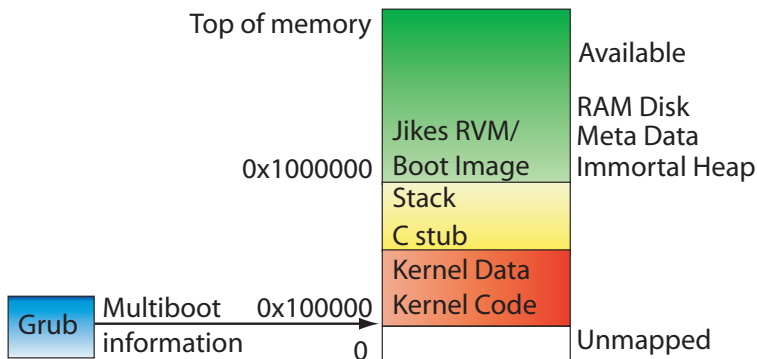 Top of memory
Available
RAM Disk
Jikes RVM/
Meta Data
0x1000000
Boot Image
Immortal Heap
Stack
C stub
Kernel Data
Multiboot
0x100000
Kernel Code
Grub
information
0
Unmapped